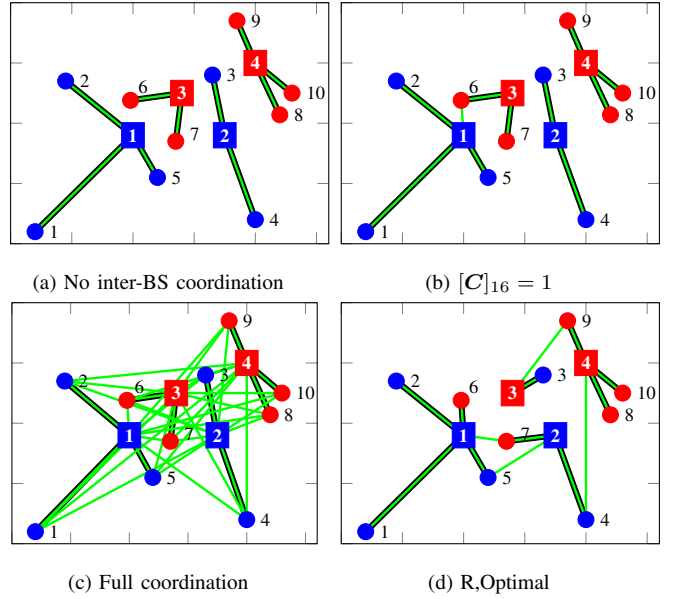 9 4 3 2 6 3 10 8 1 7 2 5 4 1
9 4 3 2 6 3 10 8 1 7 2 5 4 1
(a) No inter-BS coordination
(b) [C]16 = 1
9 4 3 2 6 3 10 8 1 7 2 5 4 1
9 4 3 2 6 3 10 8 1 7 2 5 4 1
(c) Full coordination
(d) R,Optimal